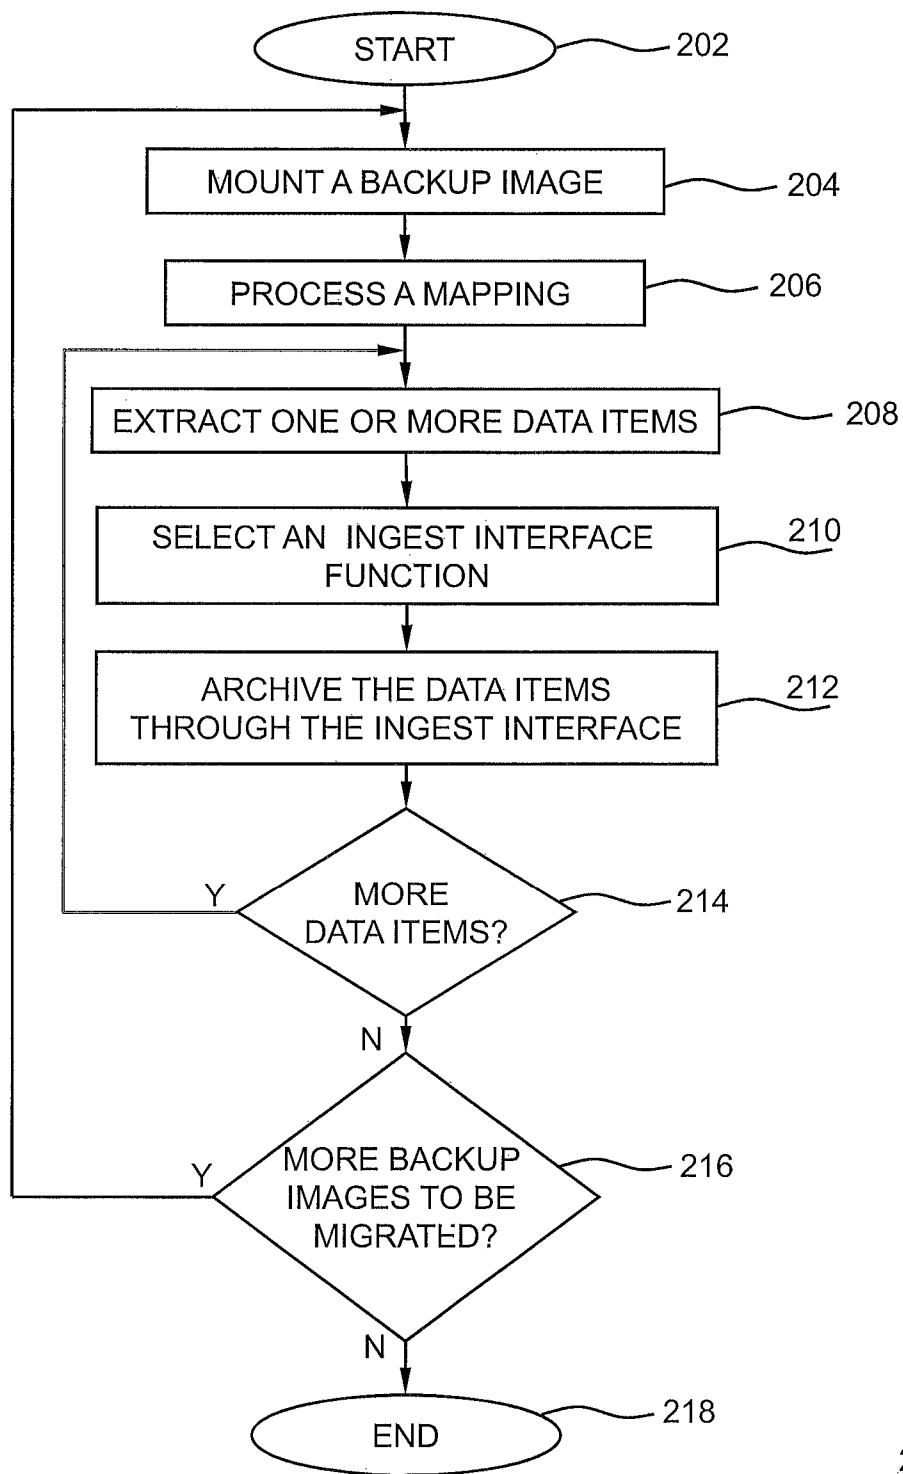 START
202
MOUNT A BACKUP IMAGE
204
PROCESS A MAPPING
206
EXTRACT ONE OR MORE DATA ITEMS
208
SELECT AN INGEST INTERFACE
FUNCTION
210
ARCHIVE THE DATA ITEMS
THROUGH THE INGEST INTERFACE
212
Y
MORE
DATA ITEMS?
214
N
Y
MORE BACKUP
IMAGES TO BE
MIGRATED?
216
N
END
218